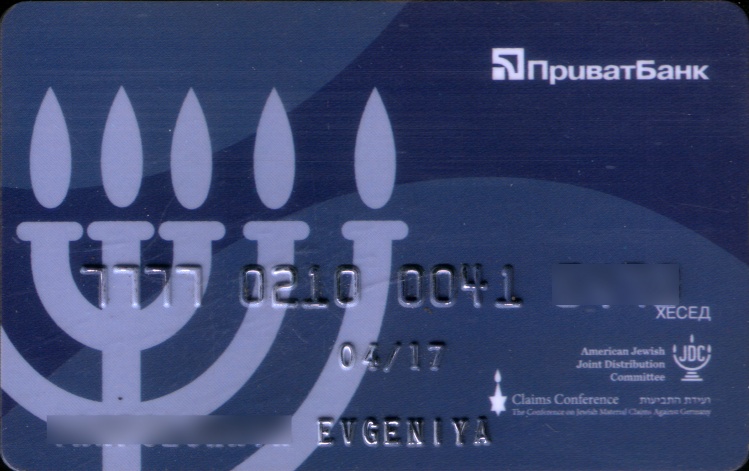 ПриватБанк
7777 0210 0041
ХЕСЕД
04/17
American Jewish
Joint Distribution
Committee
JDC
Claims Conference ועידת התביעות
The Conference on Jewish Material Claims Against Germany
EVGENIYA